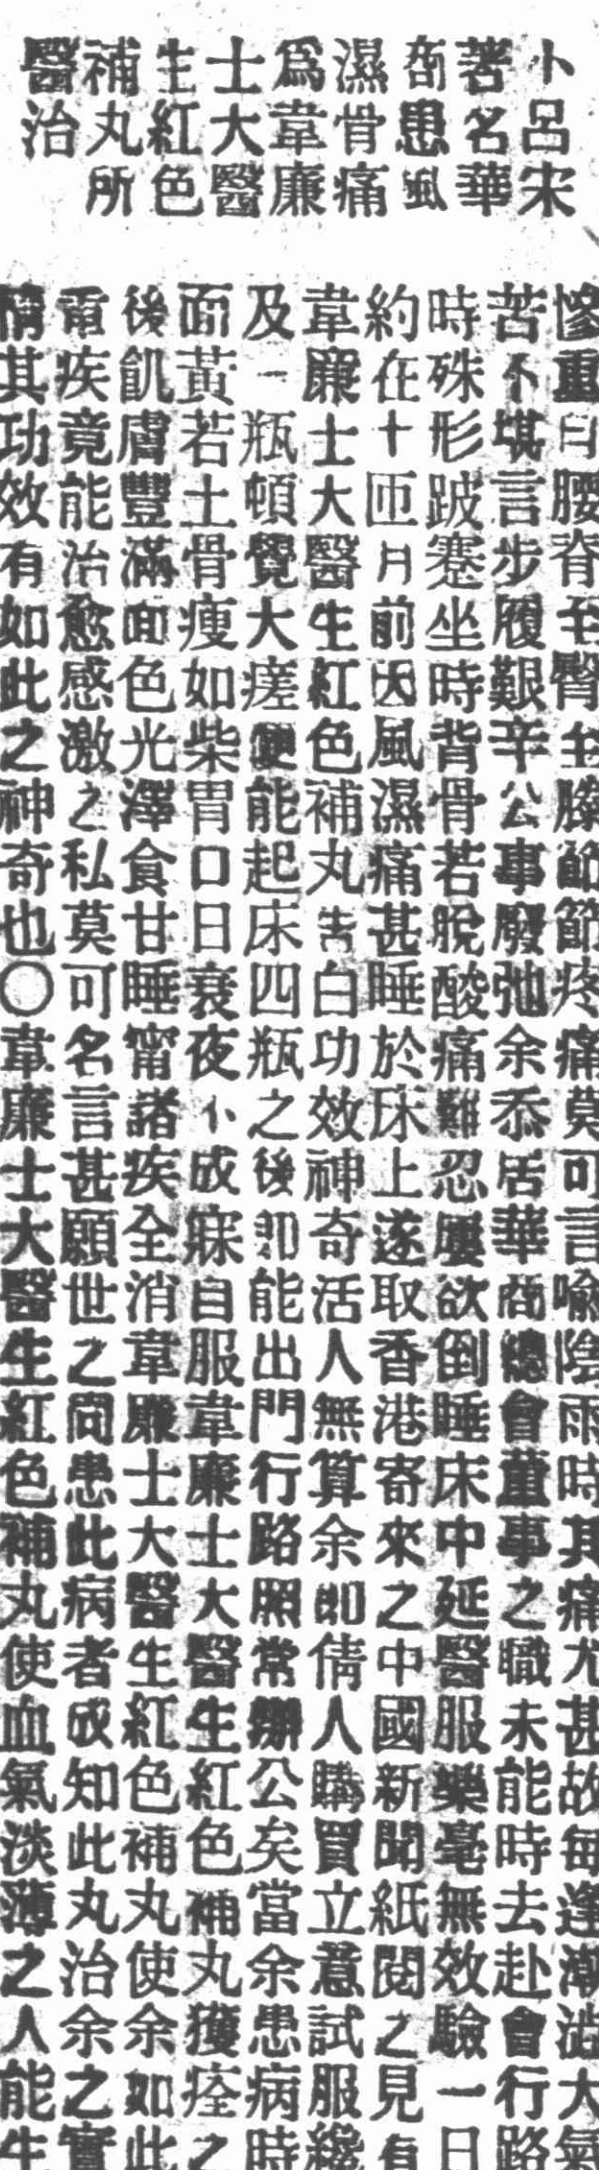 卜呂宋
著名華
商患風
濕骨痛
爲韋廉
士大醫
生紅色
補丸所
醫治
慘重曰腰脊至臀至膝節節疼痛莫可言喩陰雨時其痛尤甚故每逢潮濕大氣
苦不堪言步履艱辛公事廢弛余忝居華商總會董事之職未能時去赴會行路
時殊形跛蹇坐時背骨若脫酸痛難忍屢欲倒睡床中延醫服藥毫無效驗一日
約在十匝月前因風濕痛甚睡於床上遂取香港寄來之中國新聞紙閱之見有
韋廉士大醫生紅色補丸吿白功效神奇活人無算余卽倩人購買立意試服纔
及一瓶頓覺大瘥便能起床四瓶之後卽能出門行路照常辦公矣當余患病時
面黃若土骨瘦如柴胃口日衰夜不成寐自服韋廉士大醫生紅色補丸獲痊之
後飢膚豐滿面色光澤食甘睡甯諸疾全消韋廉士大醫生紅色補丸使余如此
電疾竟能治愈感激之私莫可名言甚願世之同患此病者成知此丸治余之實
情其功效有如此之神奇也〇韋廉士大醫生紅色補丸使血氣淡薄之人能生